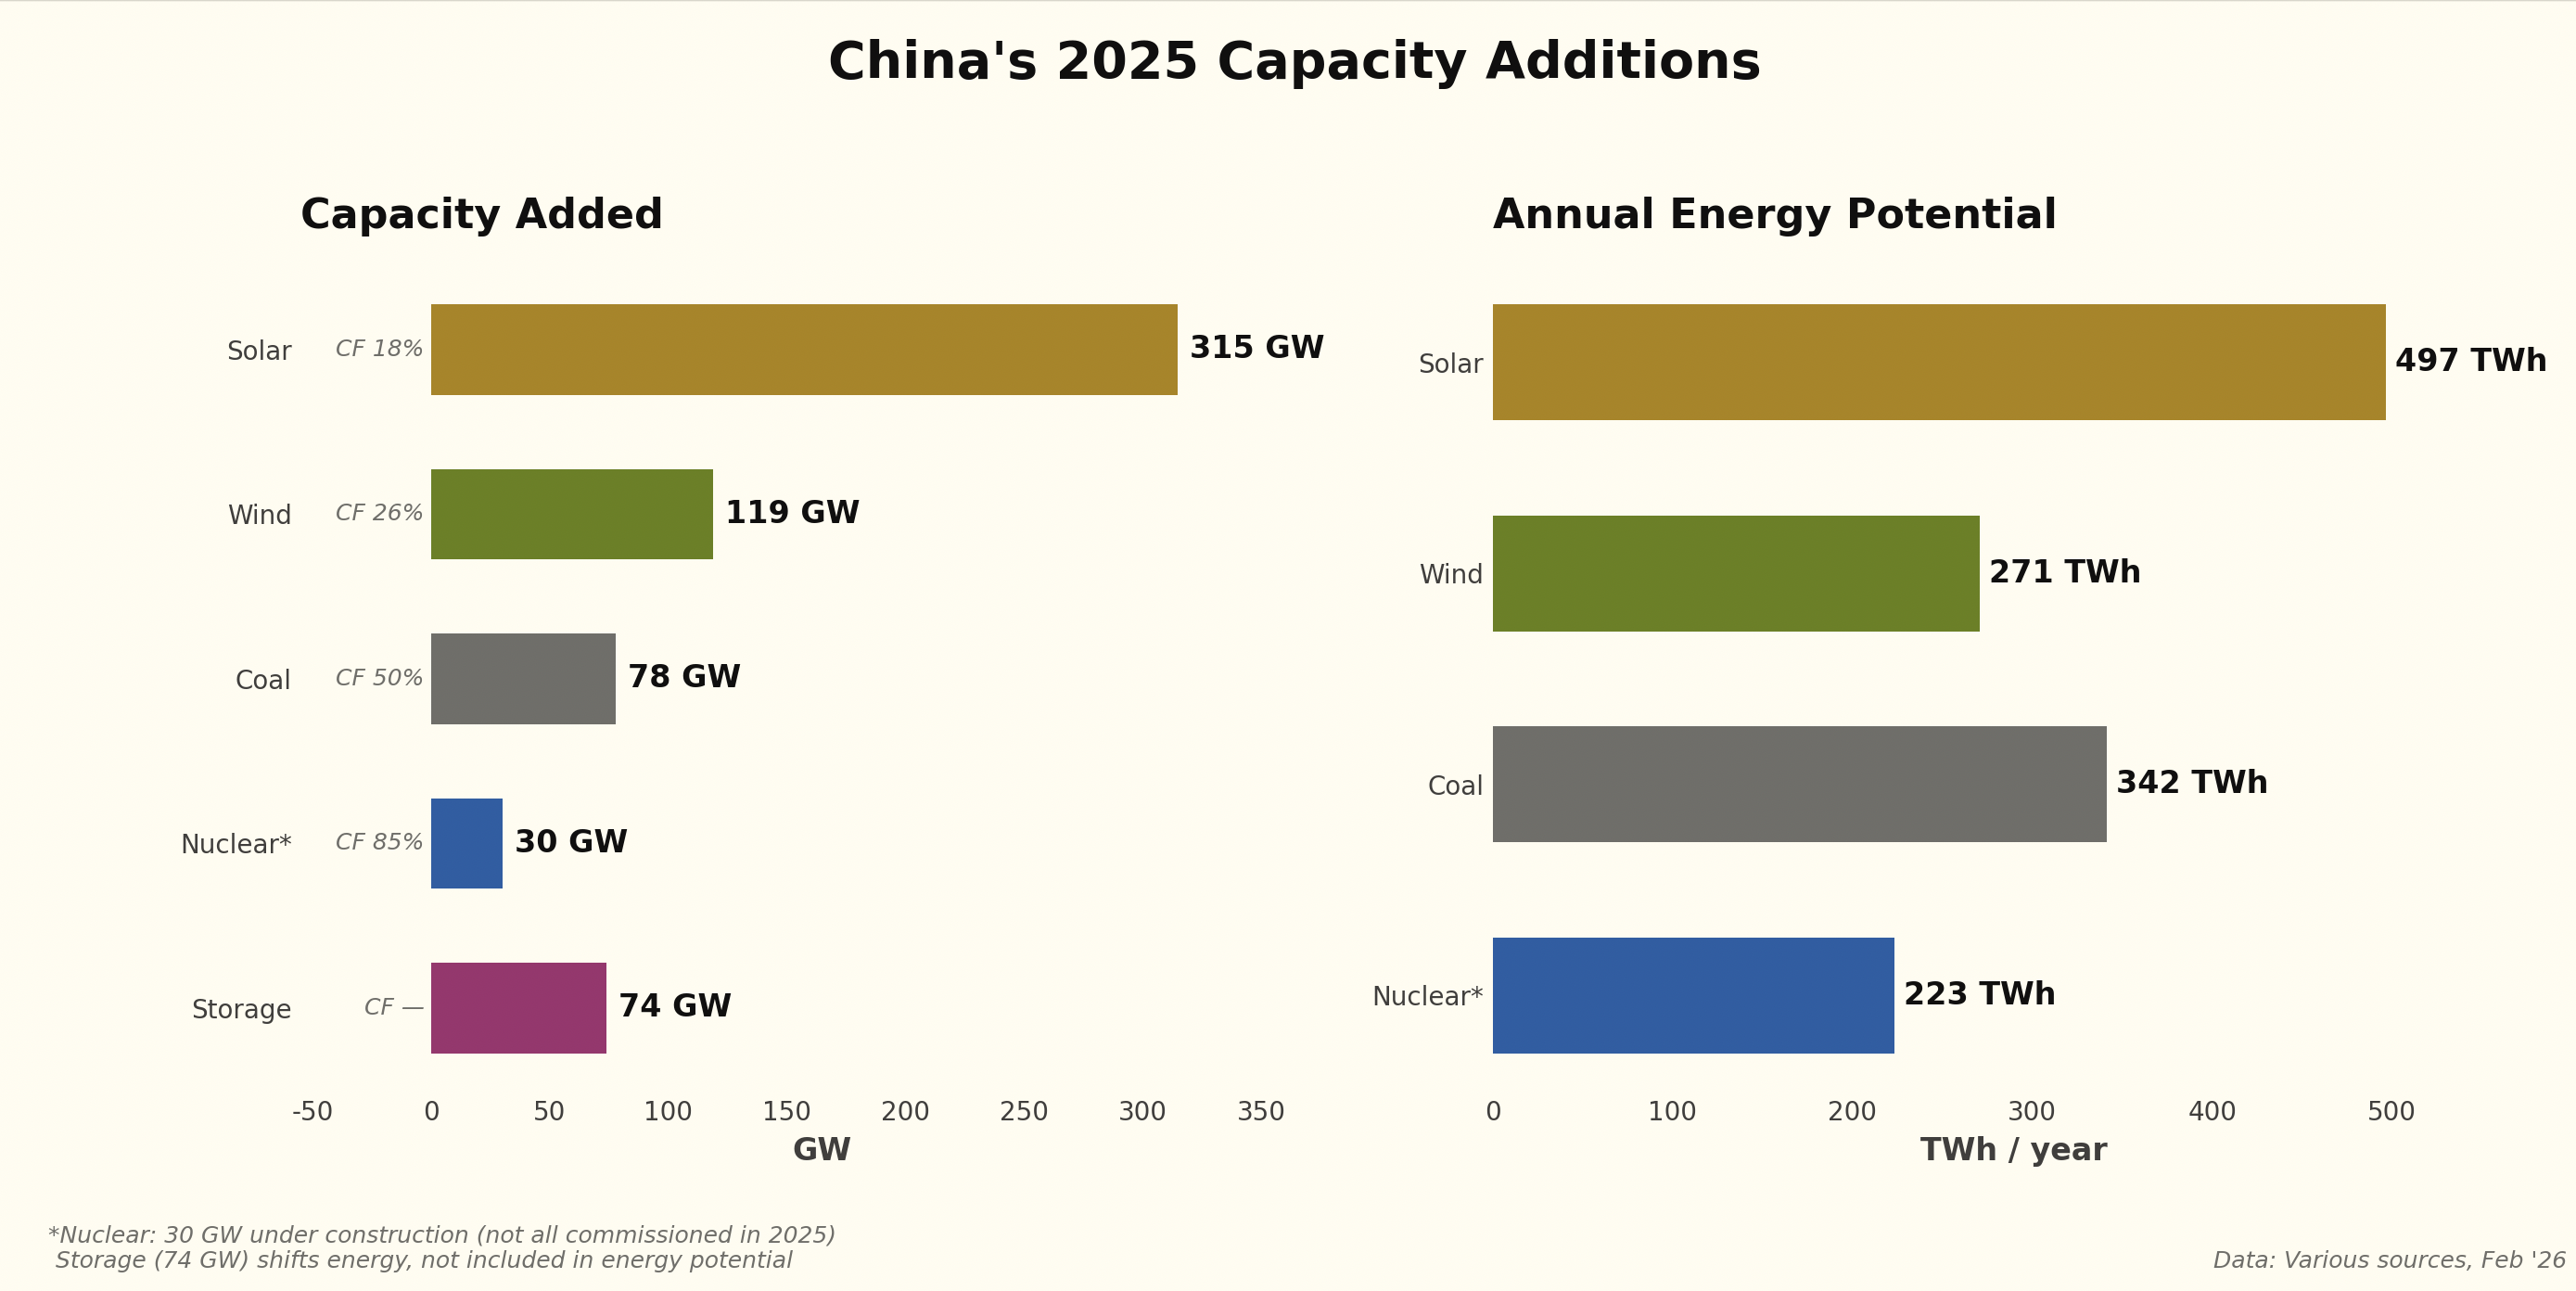 China's 2025 Capacity Additions
Capacity Added
Solar CF 18% 315 GW
Wind CF 26% 119 GW
Coal CF 50% 78 GW
Nuclear* CF 85% 30 GW
Storage CF — 74 GW
-50 0 50 100 150 200 250 300 350
GW
Annual Energy Potential
Solar 497 TWh
Wind 271 TWh
Coal 342 TWh
Nuclear* 223 TWh
0 100 200 300 400 500
TWh / year
*Nuclear: 30 GW under construction (not all commissioned in 2025)
Storage (74 GW) shifts energy, not included in energy potential
Data: Various sources, Feb '26